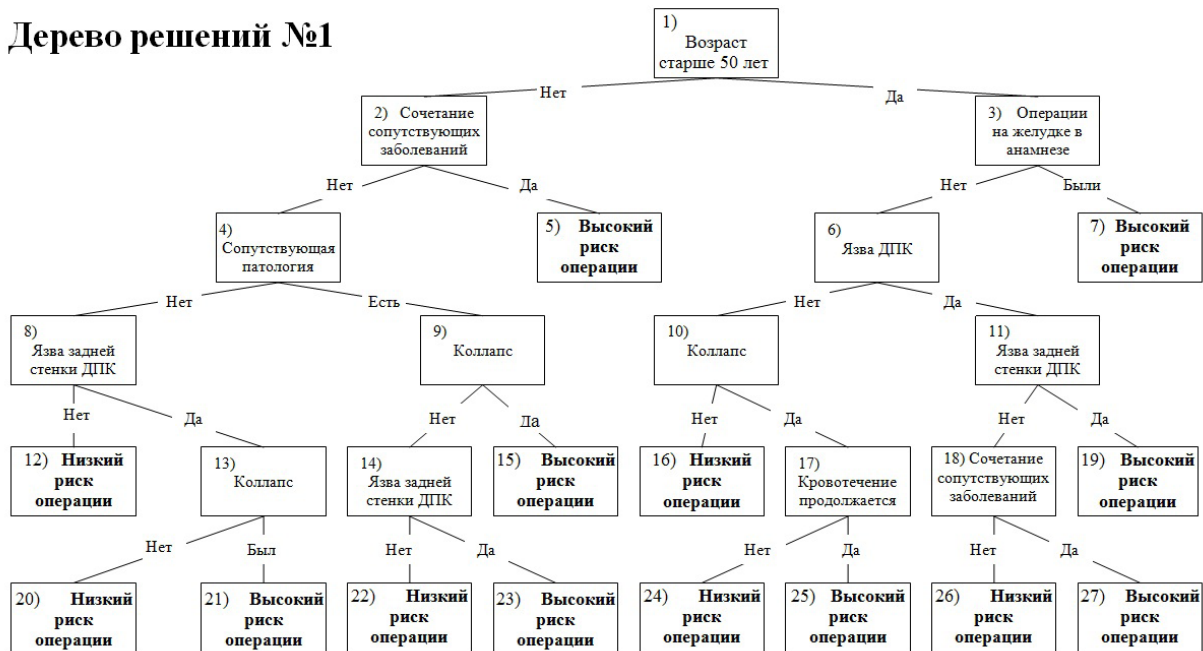 Дерево решений №1
1)
Возраст
старше 50 лет
Нет
Да
2) Сочетание
сопутствующих
заболеваний
3) Операции
на желудке в
анамнезе
Нет
Да
Нет
Были
4)
Сопутствующая
патология
5) Высокий
риск
операции
6)
Язва ДПК
7) Высокий
риск
операции
Нет
Есть
Нет
Да
8)
Язва задней
стенки ДПК
9)
Коллапс
10)
Коллапс
11)
Язва задней
стенки ДПК
Нет
Да
Нет
Да
Нет
Да
Нет
Да
12) Низкий
риск
операции
13)
Коллапс
14)
Язва задней
стенки ДПК
15) Высокий
риск
операции
16) Низкий
риск
операции
17)
Кровотечение
продолжается
18) Сочетание
сопутствующих
заболеваний
19) Высокий
риск
операции
Нет
Был
Нет
Да
Нет
Да
Нет
Да
20) Низкий
риск
операции
21) Высокий
риск
операции
22) Низкий
риск
операции
23) Высокий
риск
операции
24) Низкий
риск
операции
25) Высокий
риск
операции
26) Низкий
риск
операции
27) Высокий
риск
операции